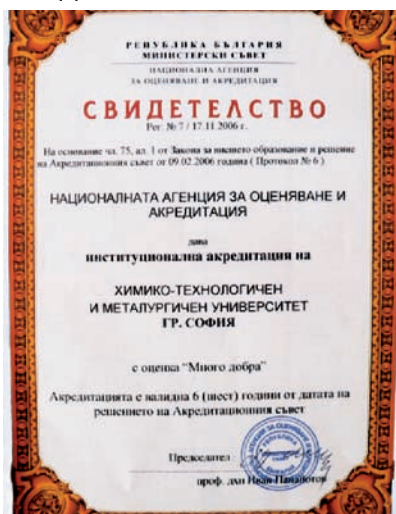 РЕПУБЛИКА БЪЛГАРИЯ
МИНИСТЕРСКИ СЪВЕТ
НАЦИОНАЛНА АГЕНЦИЯ
ЗА ОЦЕНЯВАНЕ И АКРЕДИТАЦИЯ
СВИДЕТЕЛСТВО
Рег. № 7 / 17.11.2006 г.
На основание чл. 75, ал. 1 от Закона за висшето образование и решение
на Акредитационния съвет от 09.02.2006 година ( Протокол № 6 )
НАЦИОНАЛНАТА АГЕНЦИЯ ЗА ОЦЕНЯВАНЕ И
АКРЕДИТАЦИЯ
дава
институционална акредитация на
ХИМИКО-ТЕХНОЛОГИЧЕН
И МЕТАЛУРГИЧЕН УНИВЕРСИТЕТ
ГР. СОФИЯ
с оценка "Много добра"
Акредитацията е валидна 6 (шест) години от датата на
решението на Акредитационния съвет
Председател :
проф. дхн Иван Панайотов